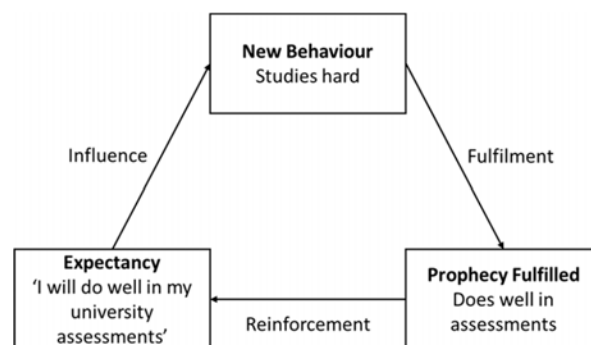 New Behaviour
Studies hard
Influence
Fulfilment
Expectancy
'I will do well in my
university
assessments'
Prophecy Fulfilled
Does well in
assessments
Reinforcement